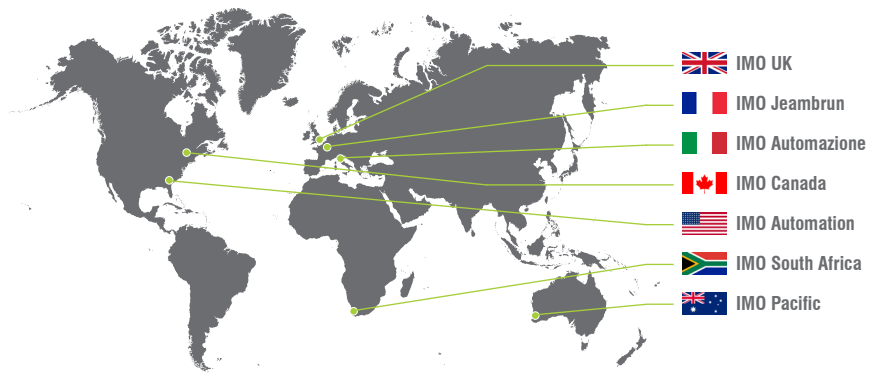 IMO UK
IMO Jeambrun
IMO Automazione
IMO Canada
IMO Automation
IMO South Africa
IMO Pacific